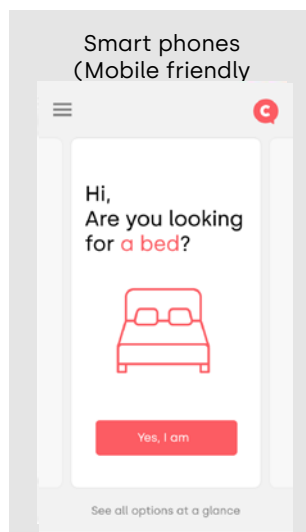 Smart phones
(Mobile friendly
C
Hi,
Are you looking
for a bed?
Yes, I am
See all options at a glance